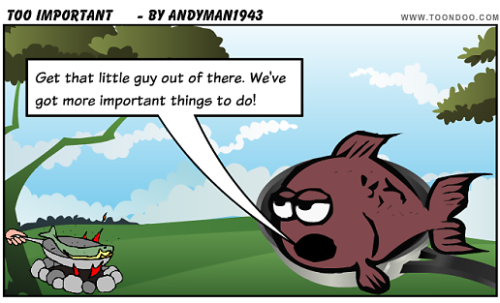 TOO IMPORTANT - BY ANDYMAN1943
WWW.TOONDOO.COM
Get that little guy out of there. We've
got more important things to do!